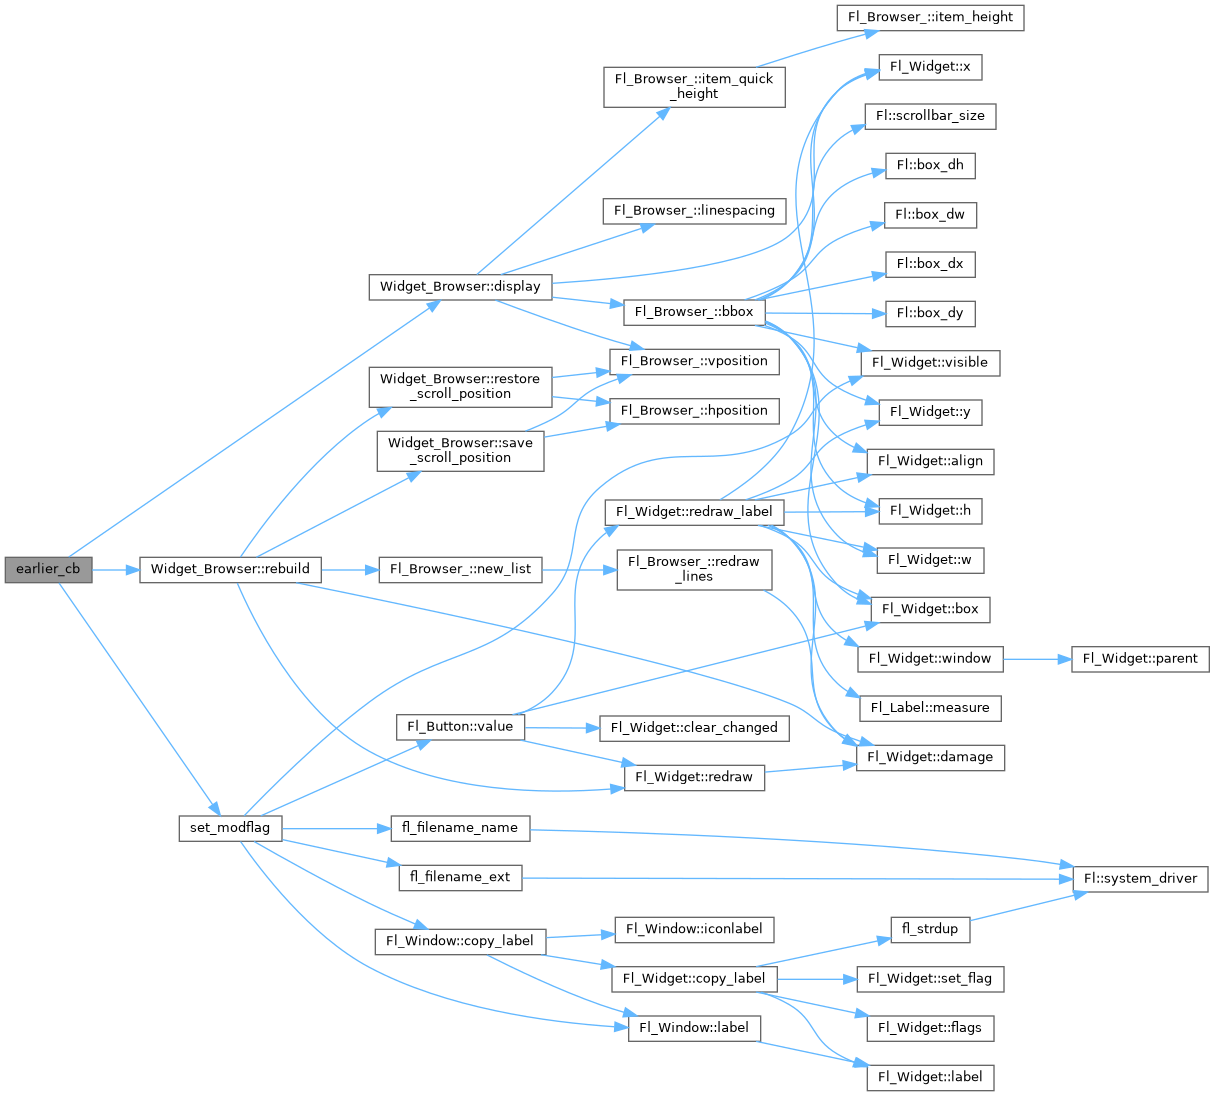 Fl_Browser_::item_height
Fl_Browser_::item_quick
_height
Fl_Widget::x
Fl::scrollbar_size
Fl::box_dh
Fl_Browser_::linespacing
Fl::box_dw
Fl::box_dx
Widget_Browser::display
Fl_Browser_::bbox
Fl::box_dy
Fl_Browser_::vposition
Fl_Widget::visible
Widget_Browser::restore
_scroll_position
Fl_Browser_::hposition
Fl_Widget::y
Widget_Browser::save
_scroll_position
Fl_Widget::align
Fl_Widget::redraw_label
Fl_Widget::h
Fl_Widget::w
earlier_cb
Widget_Browser::rebuild
Fl_Browser_::new_list
Fl_Browser_::redraw
_lines
Fl_Widget::box
Fl_Widget::window
Fl_Widget::parent
Fl_Label::measure
Fl_Button::value
Fl_Widget::clear_changed
Fl_Widget::damage
Fl_Widget::redraw
set_modflag
fl_filename_name
fl_filename_ext
Fl::system_driver
Fl_Window::copy_label
Fl_Window::iconlabel
fl_strdup
Fl_Widget::copy_label
Fl_Widget::set_flag
Fl_Window::label
Fl_Widget::flags
Fl_Widget::label